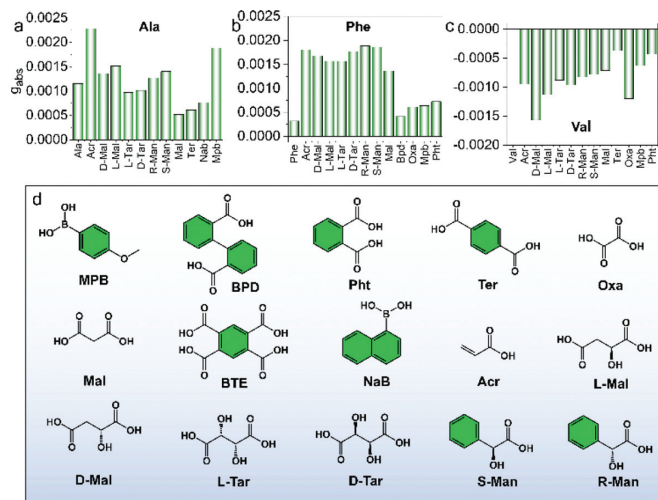 a
Ala
g_abs
0.0025
0.0020
0.0015
0.0010
0.0005
0.0000
Ala
Acr
D-Mal
L-Mal
L-Tar
D-Tar
R-Man
S-Man
Mal
Ter
Nab
Mpb
b
Phe
0.0025
0.0020
0.0015
0.0010
0.0005
0.0000
Phe
Acr
D-Mal
L-Mal
L-Tar
D-Tar
R-Man
S-Man
Mal
Bpd
Oxa
Mpb
Pht
c
-0.0000
-0.0005
-0.0010
-0.0015
-0.0020
Val
Val
Acr
D-Mal
L-Mal
L-Tar
D-Tar
R-Man
S-Man
Mal
Ter
Oxa
Mpb
Pht
d
OH
HO B
O
MPB
O
OH
HO
O
BPD
O
OH
OH
O
Pht
O
HO
OH
O
Ter
O
HO OH
O
Oxa
O O
HO OH
Mal
O O
HO OH
HO OH
O O
BTE
HO OH
B
NaB
O
OH
Acr
O
HO OH
O OH
L-Mal
O
HO OH
O OH
D-Mal
O OH
HO OH
OH O
L-Tar
O OH
HO OH
OH O
D-Tar
O
OH
OH
S-Man
O
OH
OH
R-Man